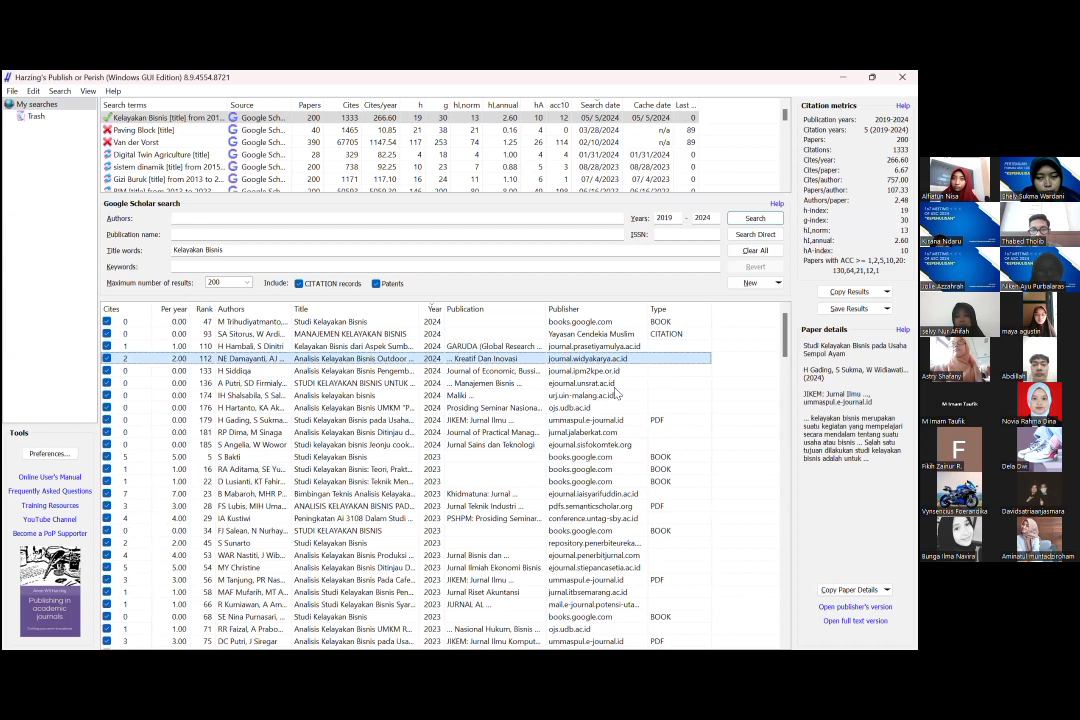 Harzing's Publish or Perish (Windows GUI Edition) 8.9.4554.8721
File Edit Search View Help
My searches
Trash
Search terms Source Papers Cites Cites/year h g hI,norm hI,annual hA acc10 Search date Cache date Last ...
Kelayakan Bisnis [title] from 201... Google Sch... 200 1333 266.60 19 30 13 2.60 10 12 05/ 5/2024 05/ 5/2024 0
Paving Block [title] Google Sch... 40 1465 10.85 21 38 21 0.16 4 0 03/28/2024 n/a 89
Van der Vorst Google Sch... 390 67705 1147.54 117 253 74 1.25 26 114 02/10/2024 n/a 89
Digital Twin Agriculture [title] Google Sch... 28 329 82.25 4 18 4 1.00 4 4 01/31/2024 01/31/2024 0
sistem dinamik [title] from 2015... Google Sch... 200 738 92.25 10 23 7 0.88 5 3 08/28/2023 08/28/2023 0
Gizi Buruk [title] from 2013 to 2... Google Sch... 200 1171 117.10 16 24 11 1.10 6 8 07/ 4/2023 07/ 4/2023 0
Google Scholar search Help
Authors: Years: 2019 - 2024 Search
Publication name: ISSN: Search Direct
Title words: Kelayakan Bisnis Clear All
Keywords: Revert
Maximum number of results: 200 Include: CITATION records Patents New
Cites Per year Rank Authors Title Year Publication Publisher Type
0 0.00 47 M Trihudiyatmanto,... Studi Kelayakan Bisnis 2024 books.google.com BOOK
0 0.00 93 SA Sitorus, W Ardi... MANAJEMEN KELAYAKAN BISNIS 2024 Yayasan Cendekia Muslim CITATION
1 1.00 110 H Hambali, S Dinitri Kelayakan Bisnis dari Aspek Sumb... 2024 GARUDA (Global Research ... journal.prasetiyamulya.ac.id
2 2.00 112 NE Damayanti, AJ ... Analisis Kelayakan Bisnis Outdoor ... 2024 ... Kreatif Dan Inovasi journal.widyakarya.ac.id
0 0.00 133 H Siddiqa Analisis Kelayakan Bisnis Pengemb... 2024 Journal of Economic, Bussi... journal.ipm2kpe.or.id
0 0.00 136 A Putri, SD Firmialy... STUDI KELAYAKAN BISNIS UNTUK ... 2024 ... Manajemen Bisnis ... ejournal.unsrat.ac.id
0 0.00 174 IH Shalsabila, S Sal... Analisis kelayakan bisnis 2024 Maliki ... urj.uin-malang.ac.id
0 0.00 176 H Hartanto, KA Ak... Analisis Kelayakan Bisnis UMKM "P... 2024 Prosiding Seminar Nasiona... ojs.udb.ac.id
0 0.00 179 H Gading, S Sukma... Studi Kelayakan Bisnis pada Usaha... 2024 JIKEM: Jurnal Ilmu ... ummaspul.e-journal.id PDF
0 0.00 181 RP Dima, M Sinaga Analisis Kelayakan Bisnis Ditinjau d... 2024 Journal of Practical Manag... jurnal.jalaberkat.com
0 0.00 185 S Angelia, W Wowor Studi kelayakan bisnis Jeonju cook... 2024 Jurnal Sains dan Teknologi ejournal.sisfokomtek.org
5 5.00 5 S Bakti Studi Kelayakan Bisnis 2023 books.google.com BOOK
1 1.00 16 RA Aditama, SE Yu... Studi Kelayakan Bisnis: Teori, Prakt... 2023 books.google.com BOOK
1 1.00 22 D Lusianti, KT Fahir... Studi Kelayakan Bisnis: Teknik Men... 2023 books.google.com BOOK
7 7.00 23 B Mabaroh, MHR P... Bimbingan Teknis Analisis Kelayaka... 2023 Khidmatuna: Jurnal ... ejournal.iaisyarifuddin.ac.id
3 3.00 28 FS Lubis, MIH Uma... ANALISIS KELAYAKAN BISNIS PAD... 2023 Jurnal Teknik Industri ... pdfs.semanticscholar.org PDF
4 4.00 29 IA Kustiwi Peningkatan Ai 3108 Dalam Studi ... 2023 PSHPM: Prosiding Seminar... conference.untag-sby.ac.id
0 0.00 34 FJ Salean, N Nurhay... STUDI KELAYAKAN BISNIS 2023 books.google.com BOOK
2 2.00 45 S Sunarto Studi Kelayakan Bisnis 2023 repository.penerbiteureka...
4 4.00 53 WAR Nastiti, J Wib... Analisis Kelayakan Bisnis Produksi ... 2023 Jurnal Bisnis dan ... ejournal.penerbitjurnal.com
5 5.00 54 MY Christine Analisis Kelayakan Bisnis Ditinjau D... 2023 Jurnal Ilmiah Ekonomi Bisnis ejournal.stiepancasetia.ac.id
3 3.00 56 M Tanjung, PR Nas... Analisis Kelayakan Bisnis Pada Cafe... 2023 JIKEM: Jurnal Ilmu ... ummaspul.e-journal.id PDF
1 1.00 58 MAF Mufarih, MT A... Analisis Studi Kelayakan Bisnis Pen... 2023 Jurnal Riset Akuntansi journal.itbsemarang.ac.id
1 1.00 66 R Kurniawan, A Am... Analisis Studi Kelayakan Bisnis Syar... 2023 JURNAL AL ... mail.e-journal.potensi-uta...
0 0.00 68 SE Nina Purnasari, ... Studi Kelayakan Bisnis 2023 books.google.com BOOK
1 1.00 71 RR Faizal, A Prabo... Analisis Kelayakan Bisnis UMKM R... 2023 ... Nasional Hukum, Bisnis ... ojs.udb.ac.id
3 3.00 75 DC Putri, J Siregar Analisis Kelayakan Bisnis pada Usa... 2023 JIKEM: Jurnal Ilmu Komput... ummaspul.e-journal.id PDF
Tools
Preferences...
Online User's Manual
Frequently Asked Questions
Training Resources
YouTube Channel
Become a PoP Supporter
Publishing in
academic
journals
Citation metrics Help
Publication years: 2019-2024
Citation years: 5 (2019-2024)
Papers: 200
Citations: 1333
Cites/year: 266.60
Cites/paper: 6.67
Cites/author: 757.00
Papers/author: 107.33
Authors/paper: 2.48
h-index: 19
g-index: 30
hI,norm: 13
hI,annual: 2.60
hA-index: 10
Papers with ACC >= 1,2,5,10,20:
130,64,21,12,1
Copy Results
Save Results
Paper details Help
Studi Kelayakan Bisnis pada Usaha
Sempol Ayam
H Gading, S Sukma, W Widiawati...
(2024)
JIKEM: Jurnal Ilmu ...,
ummaspul.e-journal.id
... kelayakan bisnis merupakan
suatu kegiatan yang mempelajari
secara mendalam tentang suatu
usaha atau bisnis ... Salah satu
tujuan dilakukan studi kelayakan
bisnis adalah untuk ...
Copy Paper Details
Open publisher's version
Open full text version
Alfiatun Nisa
Ehely Sukma Wardani
Kirana Ndaru
Thabed Tholib
Jolie Azzahrah
Niken Ayu Purbalaras
selvy Nur Afifah
maya agustin
Astry Shafany
Abdillah
M Imam Taufik
M Imam Taufik
Novia Rahma Dina
F
Fikih Zainur R.
Dela Dwi
Vynsencius Foerandika
Davidsatriaanjasmara
Bunga Ilma Navira
Aminatul muntadziroham